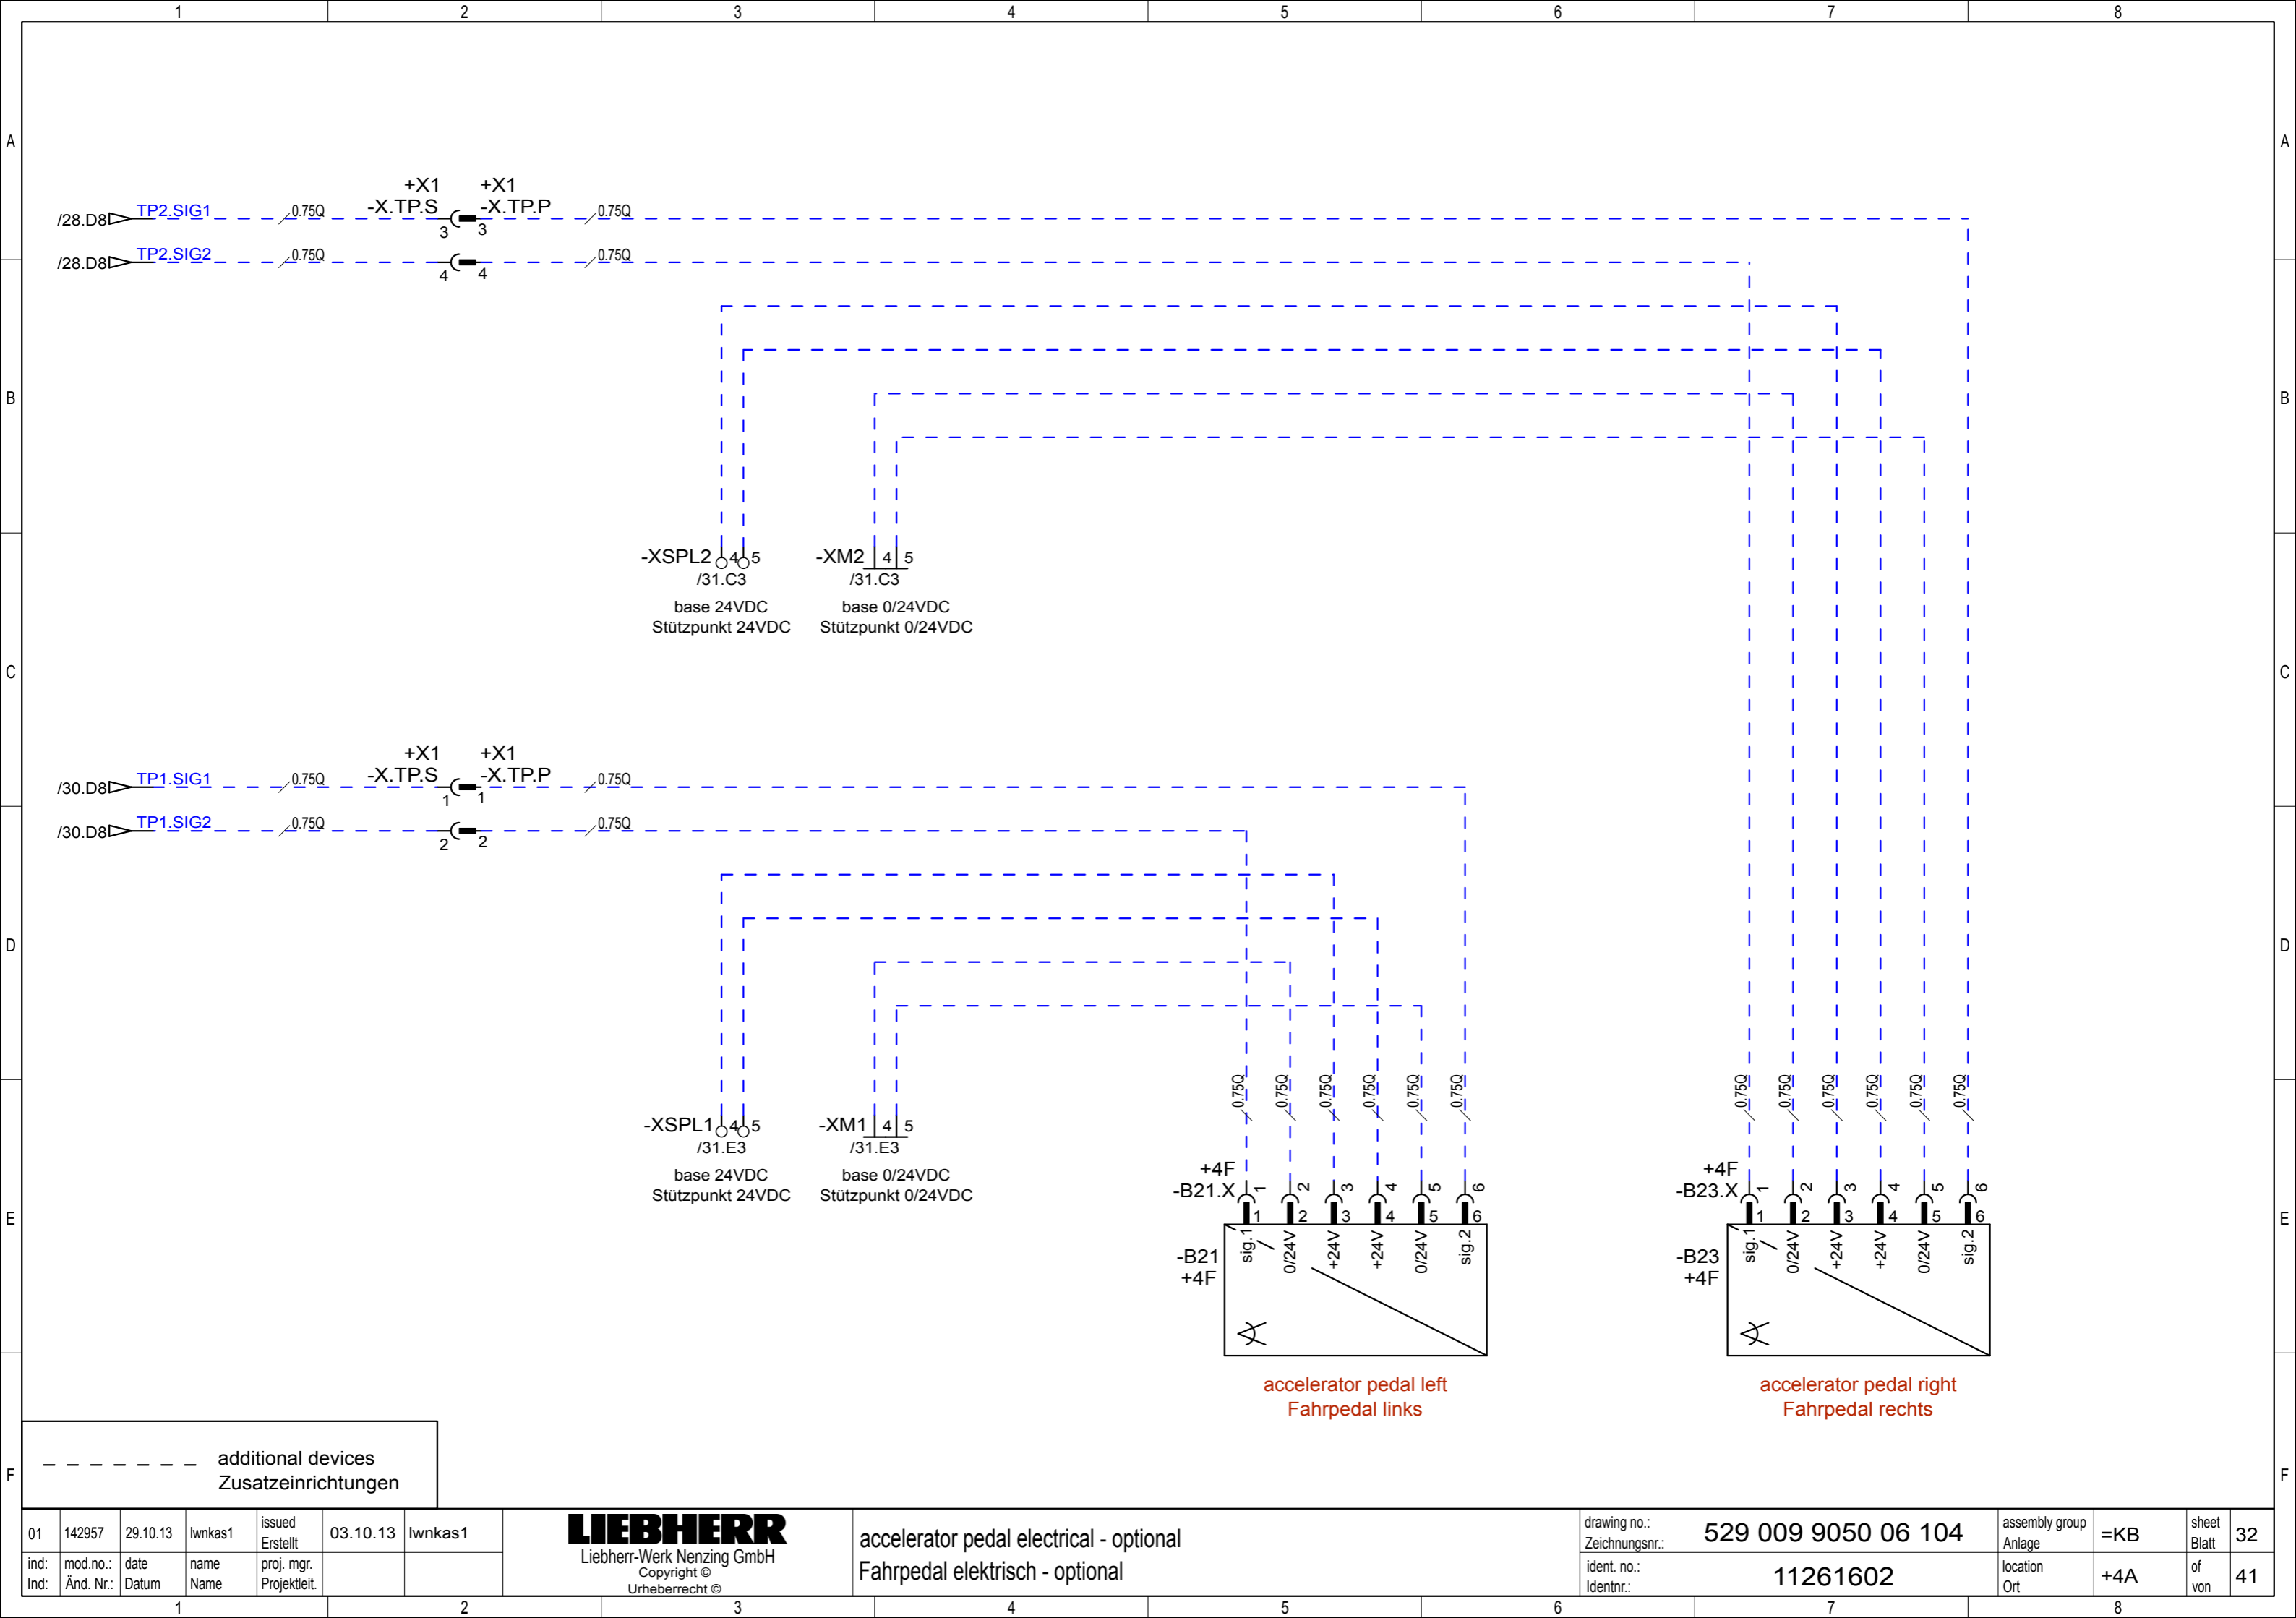 1 2 3 4 5 6 7 8
A A
+X1 +X1
/28.D8 TP2.SIG1 0.75Q -X.TP.S -X.TP.P 0.75Q
3 3
/28.D8 TP2.SIG2 0.75Q 0.75Q
4 4
B B
-XSPL2 4 5 -XM2 4 5
/31.C3 /31.C3
base 24VDC base 0/24VDC
Stützpunkt 24VDC Stützpunkt 0/24VDC
C C
+X1 +X1
/30.D8 TP1.SIG1 0.75Q -X.TP.S -X.TP.P 0.75Q
1 1
/30.D8 TP1.SIG2 0.75Q 0.75Q
2 2
D D
0.75Q 0.75Q 0.75Q 0.75Q 0.75Q 0.75Q 0.75Q 0.75Q 0.75Q 0.75Q 0.75Q 0.75Q
-XSPL1 4 5 -XM1 4 5
/31.E3 /31.E3
base 24VDC base 0/24VDC
Stützpunkt 24VDC Stützpunkt 0/24VDC
+4F +4F
-B21.X 1 2 3 4 5 6 -B23.X 1 2 3 4 5 6
E 1 2 3 4 5 6 1 2 3 4 5 6 E
sig.1 0/24V +24V +24V 0/24V sig.2 sig.1 0/24V +24V +24V 0/24V sig.2
-B21 -B23
+4F +4F
accelerator pedal left accelerator pedal right
Fahrpedal links Fahrpedal rechts
additional devices
Zusatzeinrichtungen
F F
01 142957 29.10.13 lwnkas1 issued 03.10.13 lwnkas1
Erstellt
ind: mod.no.: date name proj. mgr.
Ind: Änd. Nr.: Datum Name Projektleit.
LIEBHERR
Liebherr-Werk Nenzing GmbH
Copyright ©
Urheberrecht ©
accelerator pedal electrical - optional
Fahrpedal elektrisch - optional
drawing no.: 529 009 9050 06 104
Zeichnungsnr.:
ident. no.: 11261602
Identnr.:
assembly group =KB
Anlage
location +4A
Ort
sheet 32
Blatt
of 41
von
1 2 3 4 5 6 7 8